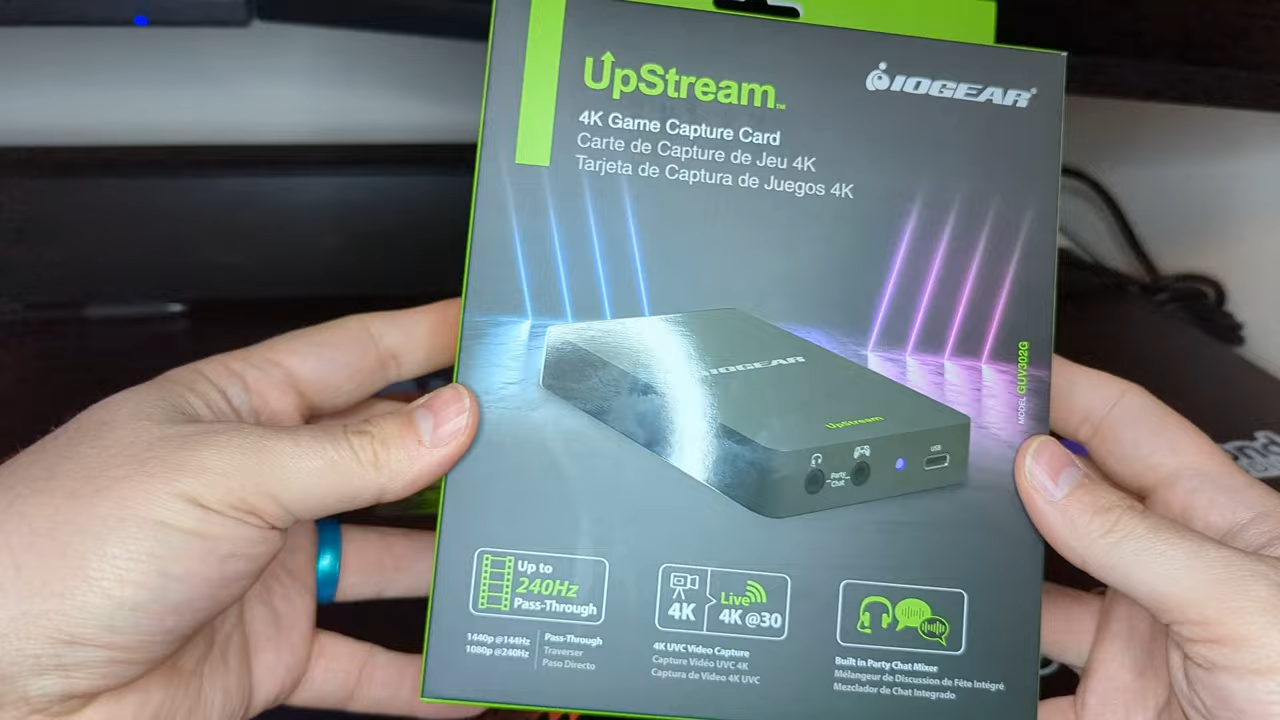 UpStream™
IOGEAR®
4K Game Capture Card
Carte de Capture de Jeu 4K
Tarjeta de Captura de Juegos 4K
IOGEAR
UpStream
Party
Chat
USB
MODEL GUV302G
Up to
240Hz
Pass-Through
1440p @144Hz
1080p @240Hz
Pass-Through
Traverser
Paso Directo
4K
Live
4K @30
4K UVC Video Capture
Capture Vidéo UVC 4K
Captura de Video 4K UVC
Built in Party Chat Mixer
Mélangeur de Discussion de Fête Intégré
Mezclador de Chat Integrado